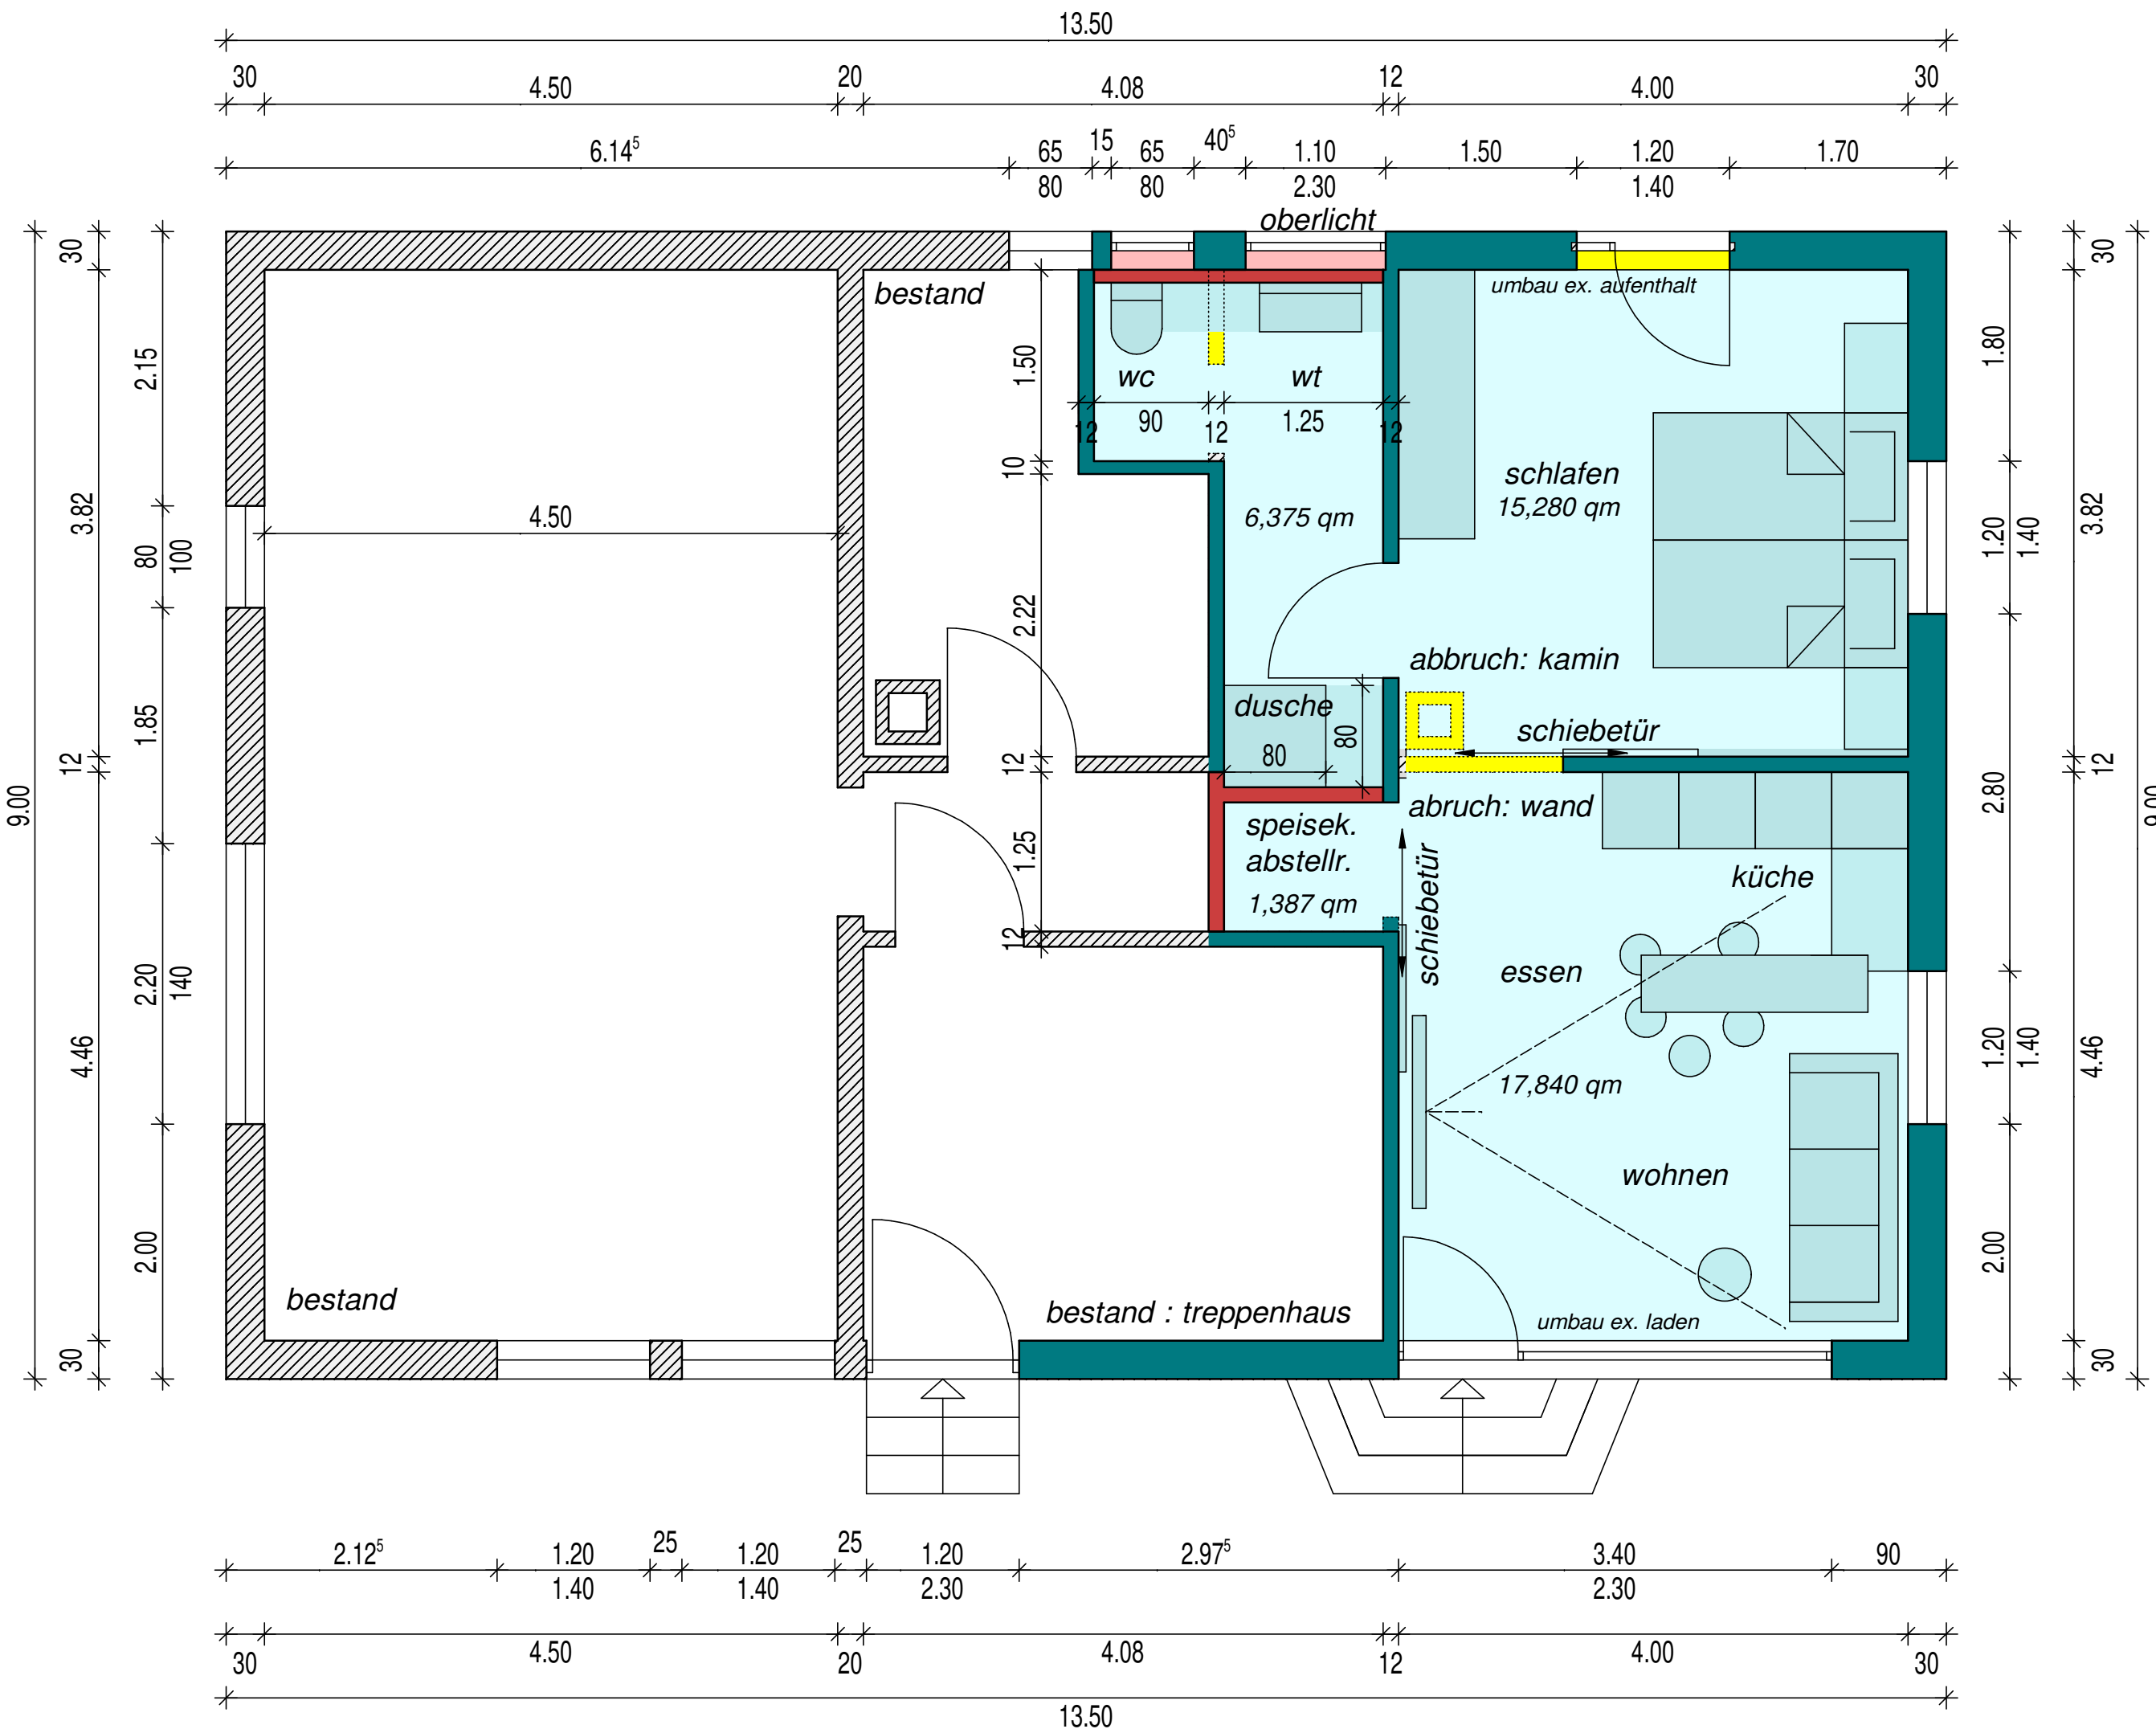 13.50
30 4.50 20 4.08 12 4.00 30
6.14⁵ 65 15 65 40⁵ 1.10 1.50 1.20 1.70
80 80 2.30 1.40
oberlicht
30
3.82
12
4.46
30
9.00
2.15
80
100
1.85
2.20
140
2.00
bestand
4.50
bestand
1.50
10
2.22
12
1.25
12
wc
wt
90
1.25
12
12
12
6,375 qm
dusche
80
80
speisek.
abstellr.
1,387 qm
umbau ex. aufenthalt
schlafen
15,280 qm
abbruch: kamin
schiebetür
abruch: wand
schiebetür
küche
essen
17,840 qm
wohnen
umbau ex. laden
bestand : treppenhaus
1.80
1.20
1.40
2.80
1.20
1.40
2.00
30
3.82
12
4.46
30
9.00
2.12⁵ 1.20 25 1.20 25 1.20 2.97⁵ 3.40 90
1.40 1.40 2.30 2.30
30 4.50 20 4.08 12 4.00 30
13.50